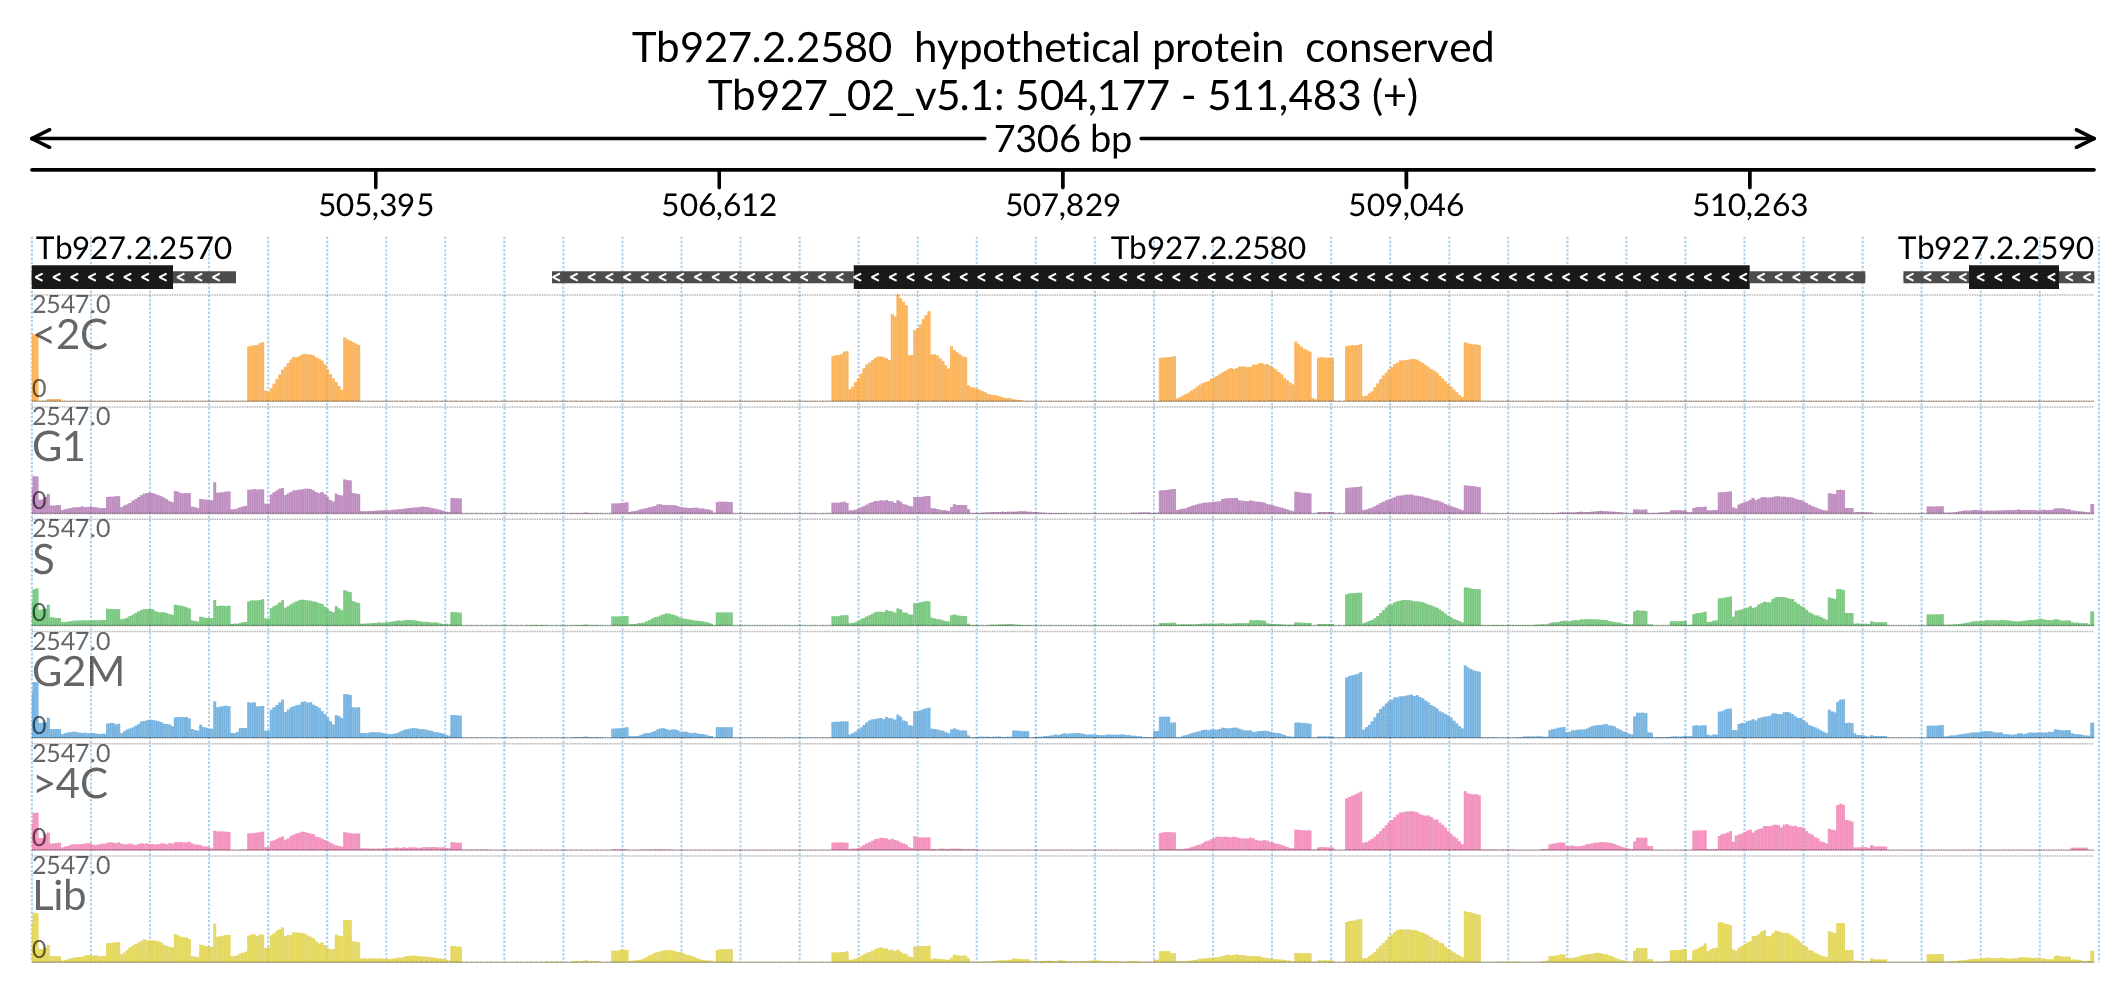 Tb927.2.2580 hypothetical protein conserved
Tb927_02_v5.1: 504,177 - 511,483 (+)
7306 bp
505,395 506,612 507,829 509,046 510,263
Tb927.2.2570 Tb927.2.2580 Tb927.2.2590
2547.0
<2C
0
2547.0
G1
0
2547.0
S
0
2547.0
G2M
0
2547.0
>4C
0
2547.0
Lib
0